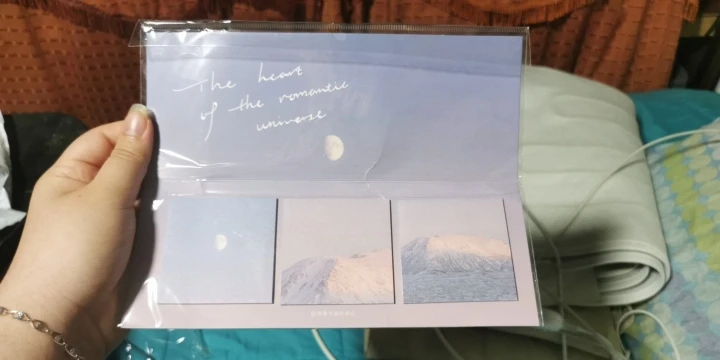 The heart
of the romantic
universe